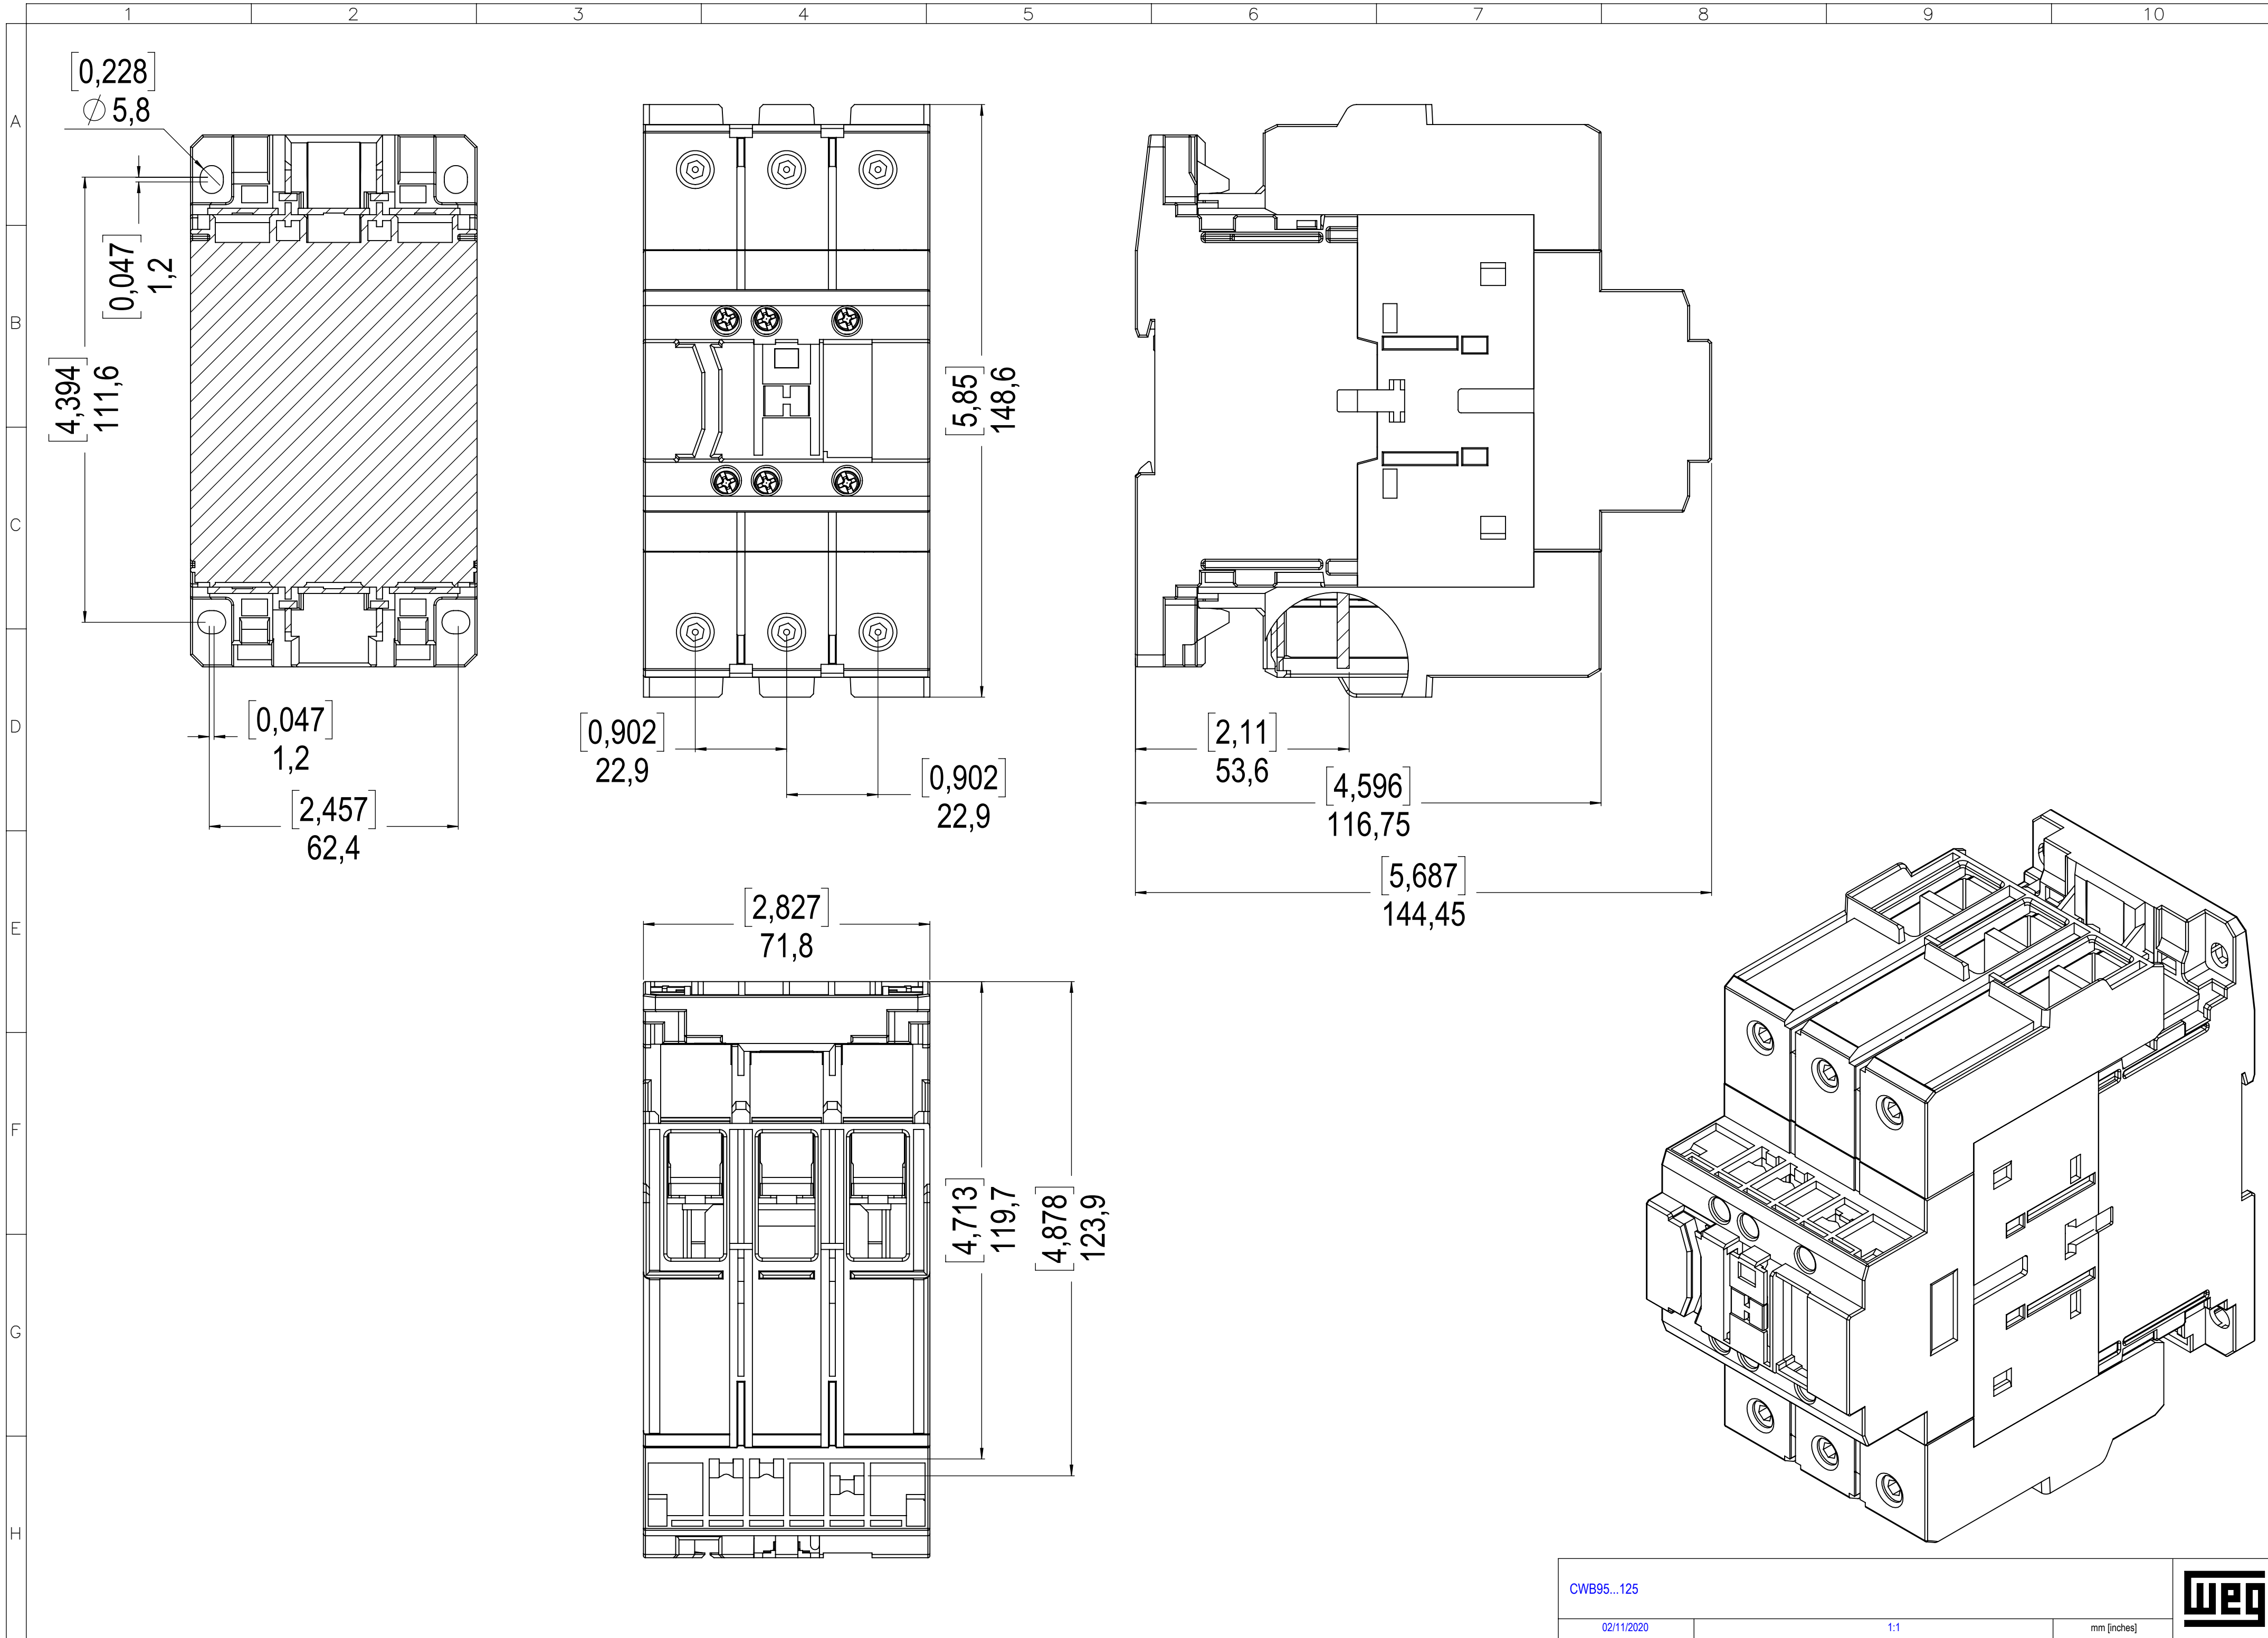 1 2 3 4 5 6 7 8 9 10
A
B
C
D
E
F
G
H
[0,228]
∅ 5,8
[0,047]
1,2
[4,394]
111,6
[0,047]
1,2
[2,457]
62,4
[5,85]
148,6
[0,902]
22,9
[0,902]
22,9
[2,11]
53,6
[4,596]
116,75
[5,687]
144,45
[2,827]
71,8
[4,713]
119,7
[4,878]
123,9
CWB95...125
02/11/2020 1:1 mm [inches]
weg